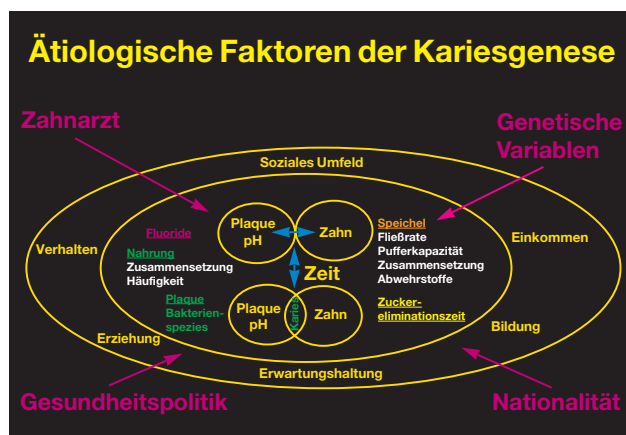 Ätiologische Faktoren der Kariesgenese
Zahnarzt
Genetische
Variablen
Soziales Umfeld
Verhalten
Einkommen
Plaque
pH
Zahn
Fluoride
Nahrung
Zusammensetzung
Häufigkeit
Speichel
Fließrate
Pufferkapazität
Zusammensetzung
Abwehrstoffe
Zeit
Plaque
Bakterien-
spezies
Plaque
pH
Karies
Zahn
Zucker-
eliminationszeit
Erziehung
Bildung
Erwartungshaltung
Gesundheitspolitik
Nationalität